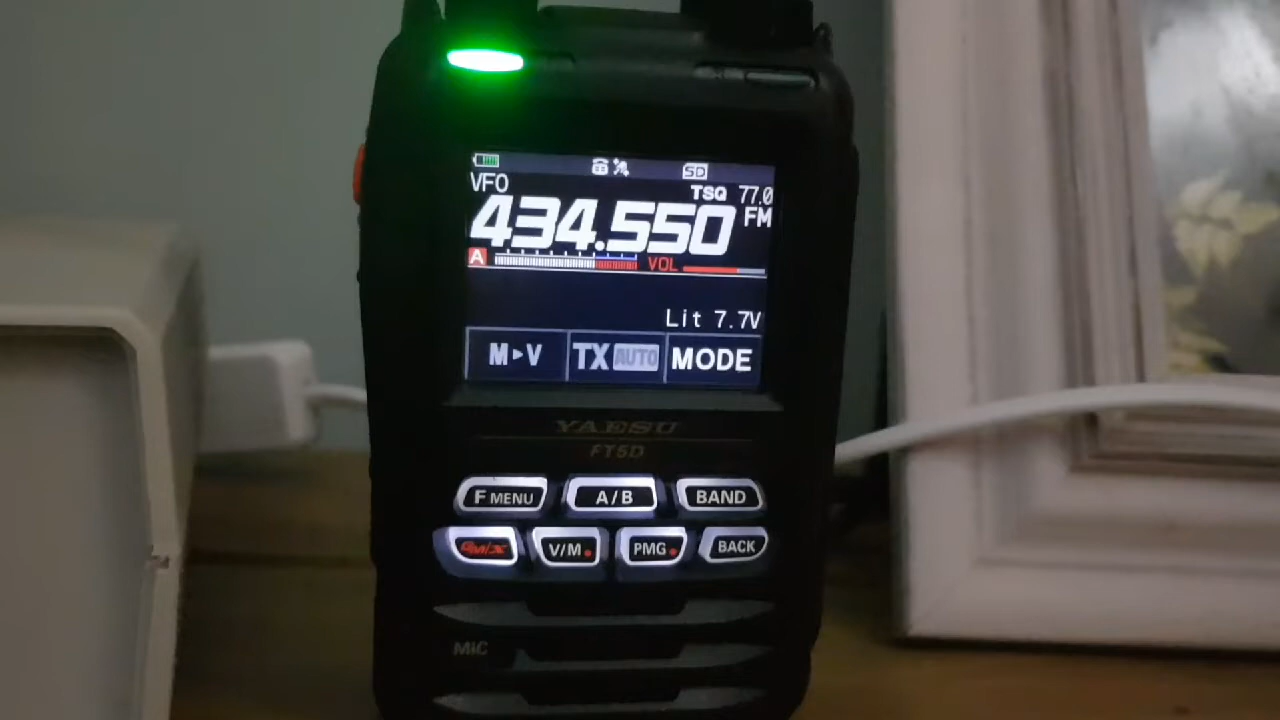 SD
VFO
TSQ 77.0
434.550 FM
A VOL
Lit 7.7V
M▸V TX AUTO MODE
YAESU
FT5D
F MENU A/B BAND
GM/X V/M PMG BACK
MIC